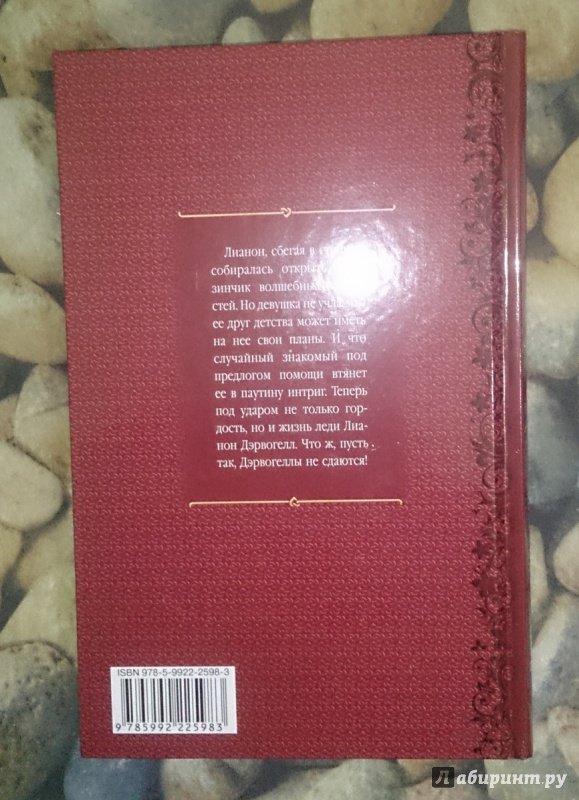 Лианон, сбегая в
собиралась
зинчик
стей. Но девушка не
ее друг детства может иметь
на нее свои планы. И что
случайный знакомый под
предлогом помощи втянет
ее в паутину интриг. Теперь
под ударом не только гор-
дость, но и жизнь леди Лиа-
нон Дэрвогелл. Что ж, пусть
так, Дэрвогеллы не сдаются!
ISBN 978-5-9922-2598-3
9 785992 225983
Лабиринт.ру